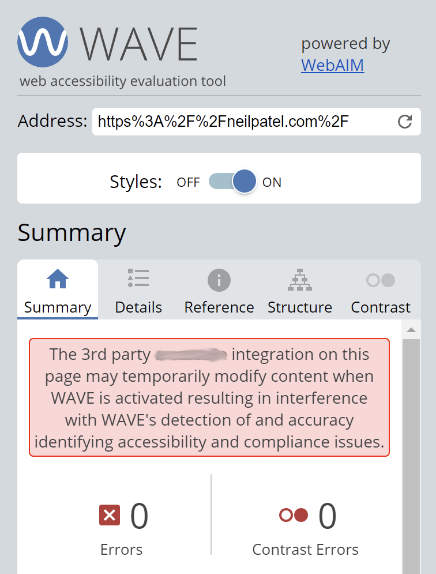 WAVE
powered by
WebAIM
web accessibility evaluation tool
Address: https%3A%2F%2Fneilpatel.com%2F
Styles: OFF ON
Summary
Summary Details Reference Structure Contrast
The 3rd party integration on this
page may temporarily modify content when
WAVE is activated resulting in interference
with WAVE's detection of and accuracy
identifying accessibility and compliance issues.
0 0
Errors Contrast Errors